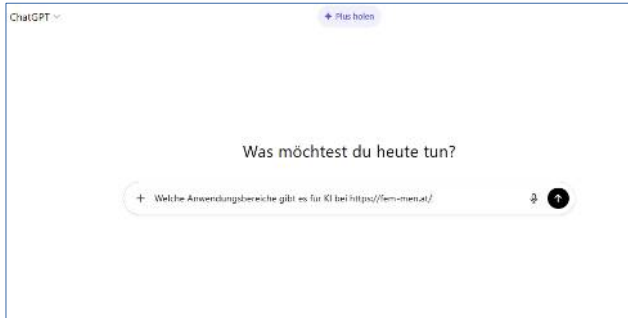 ChatGPT
Plus holen
Was möchtest du heute tun?
Welche Anwendungsbereiche gibt es für KI bei https://fem-men.at/